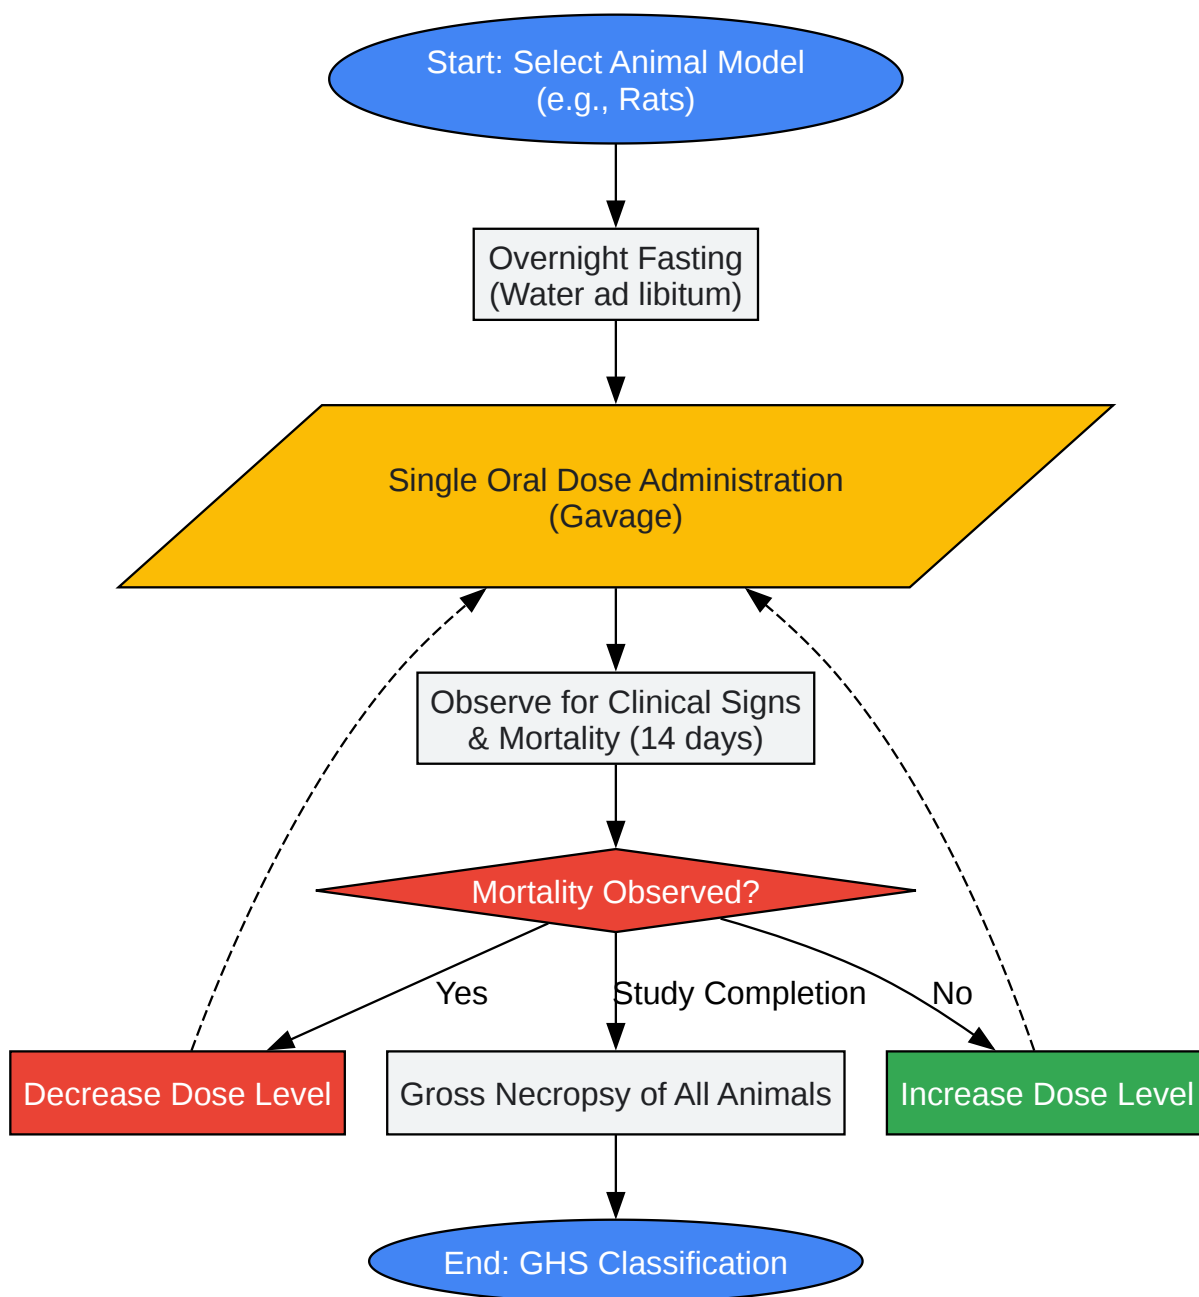 Start: Select Animal Model
(e.g., Rats)
Overnight Fasting
(Water ad libitum)
Single Oral Dose Administration
(Gavage)
Observe for Clinical Signs
& Mortality (14 days)
Mortality Observed?
Yes
Study Completion
No
Decrease Dose Level
Gross Necropsy of All Animals
Increase Dose Level
End: GHS Classification